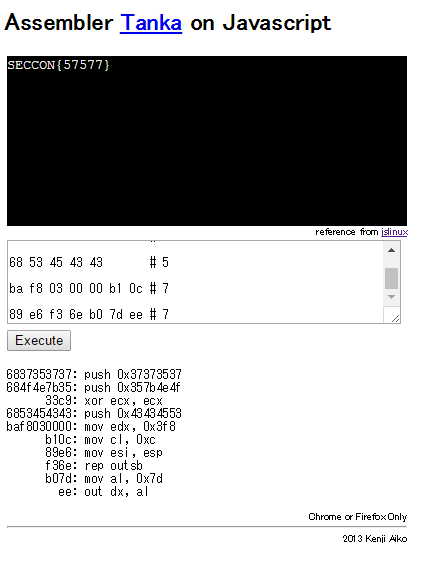 Assembler Tanka on Javascript
SECCON{57577}
reference from jslinux
68 53 45 43 43 # 5
ba f8 03 00 00 b1 0c # 7
89 e6 f3 6e b0 7d ee # 7
Execute
6837353737: push 0x37373537
684f4e7b35: push 0x357b4e4f
33c9: xor ecx, ecx
6853454343: push 0x43434553
baf8030000: mov edx, 0x3f8
b10c: mov cl, 0xc
89e6: mov esi, esp
f36e: rep outsb
b07d: mov al, 0x7d
ee: out dx, al
Chrome or Firefox Only
2013 Kenji Aiko